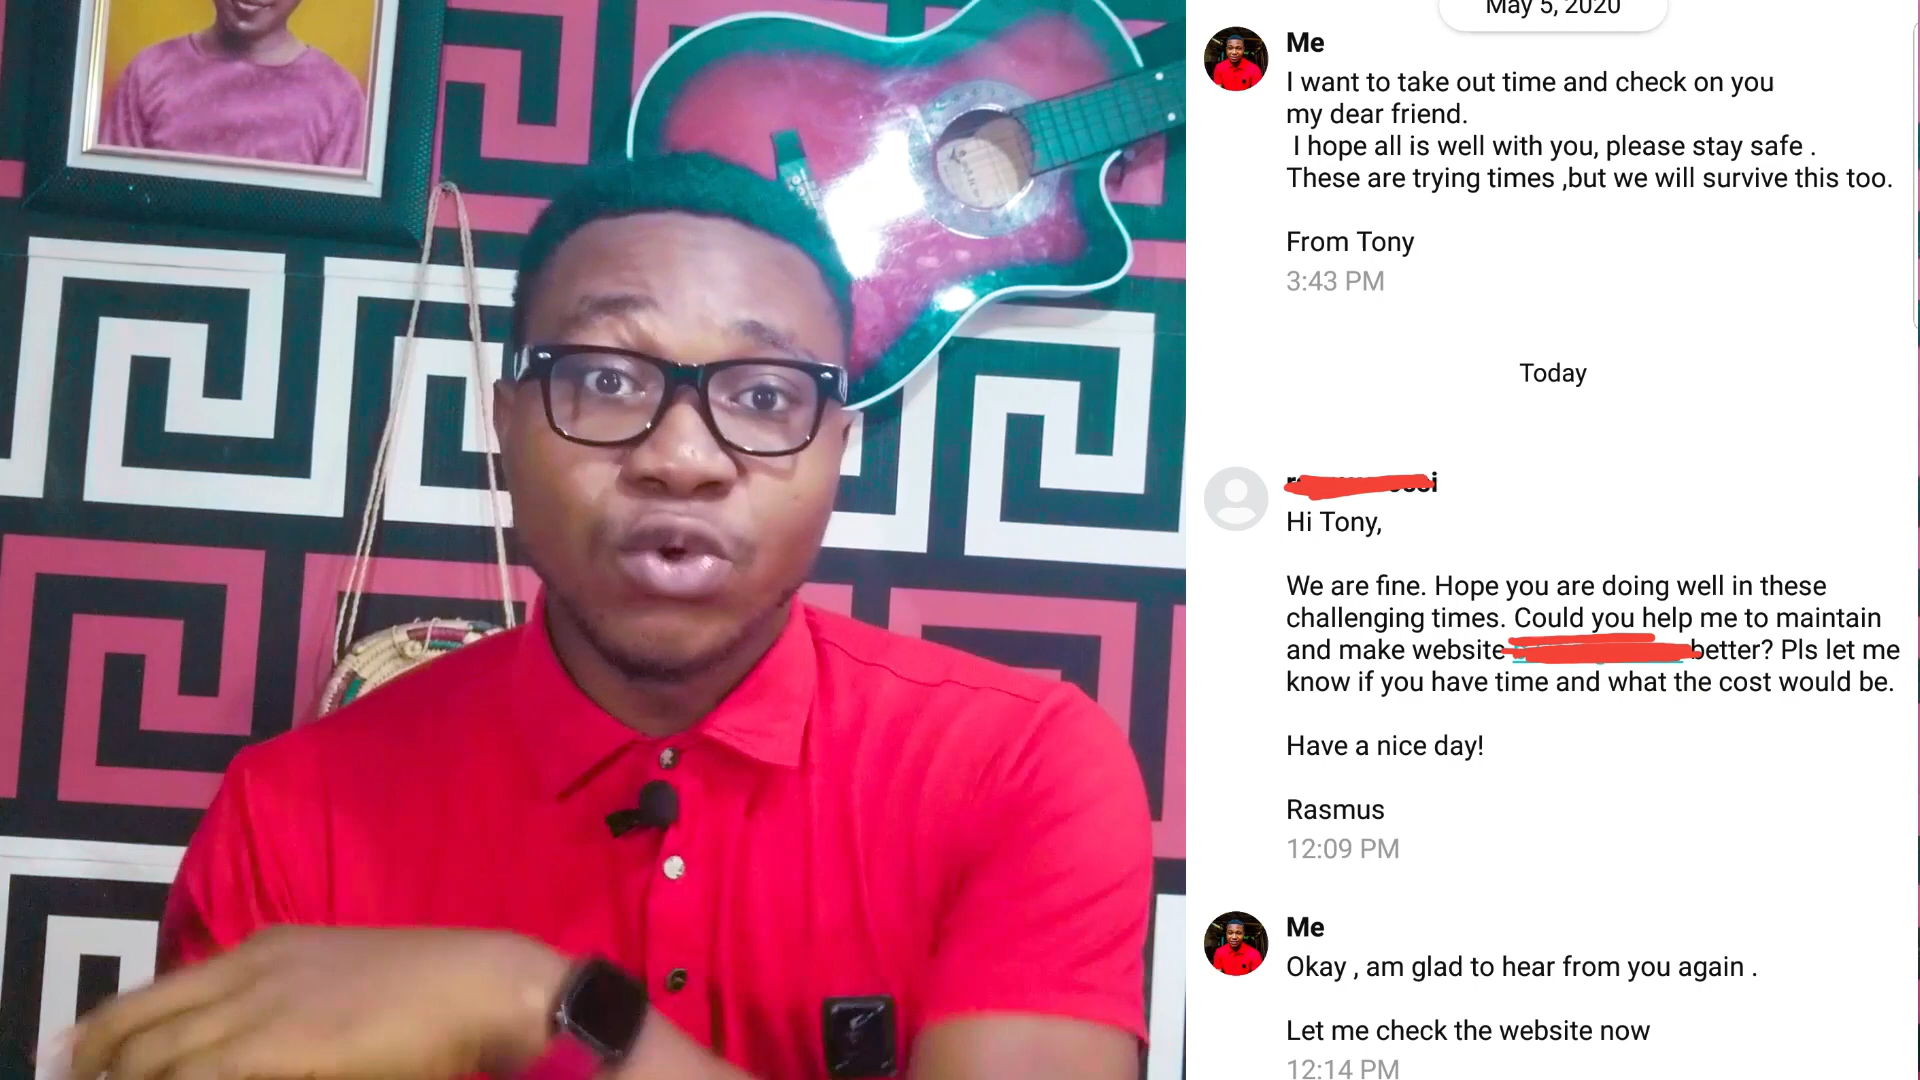 May 5, 2020
Me
I want to take out time and check on you
my dear friend.
I hope all is well with you, please stay safe .
These are trying times ,but we will survive this too.
From Tony
3:43 PM
Today
Hi Tony,
We are fine. Hope you are doing well in these
challenging times. Could you help me to maintain
and make website better? Pls let me
know if you have time and what the cost would be.
Have a nice day!
Rasmus
12:09 PM
Me
Okay , am glad to hear from you again .
Let me check the website now
12:14 PM